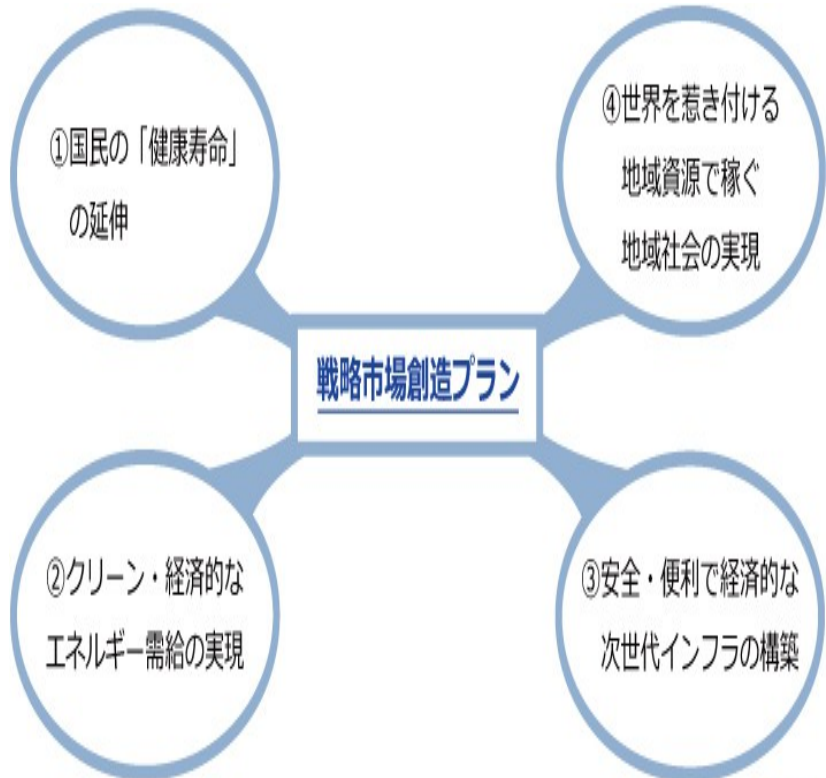 ①国民の「健康寿命」
の延伸
④世界を惹き付ける
地域資源で稼ぐ
地域社会の実現
戦略市場創造プラン
②クリーン・経済的な
エネルギー需給の実現
③安全・便利で経済的な
次世代インフラの構築